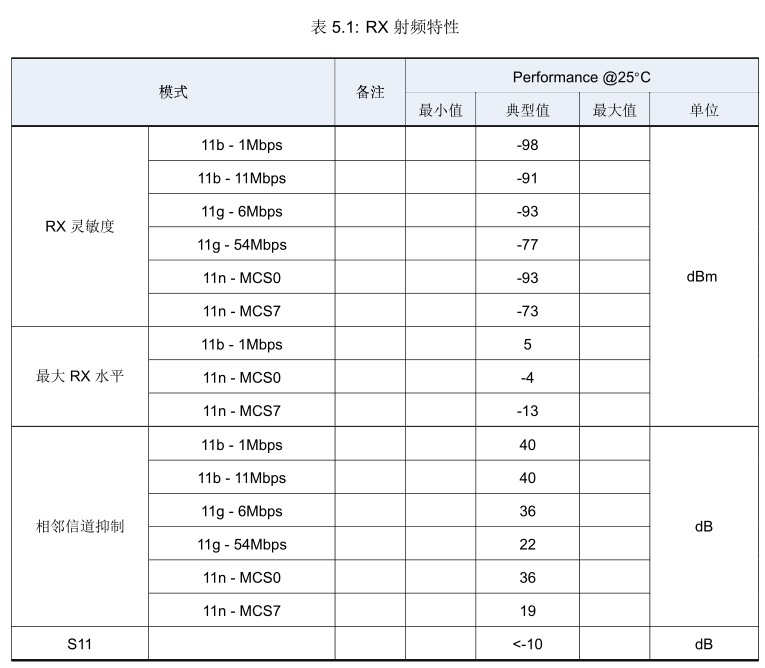 表 5.1: RX 射频特性
模式 备注 Performance @25°C
最小值 典型值 最大值 单位
RX 灵敏度 11b - 1Mbps -98 dBm
11b - 11Mbps -91
11g - 6Mbps -93
11g - 54Mbps -77
11n - MCS0 -93
11n - MCS7 -73
最大 RX 水平 11b - 1Mbps 5
11n - MCS0 -4
11n - MCS7 -13
相邻信道抑制 11b - 1Mbps 40 dB
11b - 11Mbps 40
11g - 6Mbps 36
11g - 54Mbps 22
11n - MCS0 36
11n - MCS7 19
S11 <-10 dB